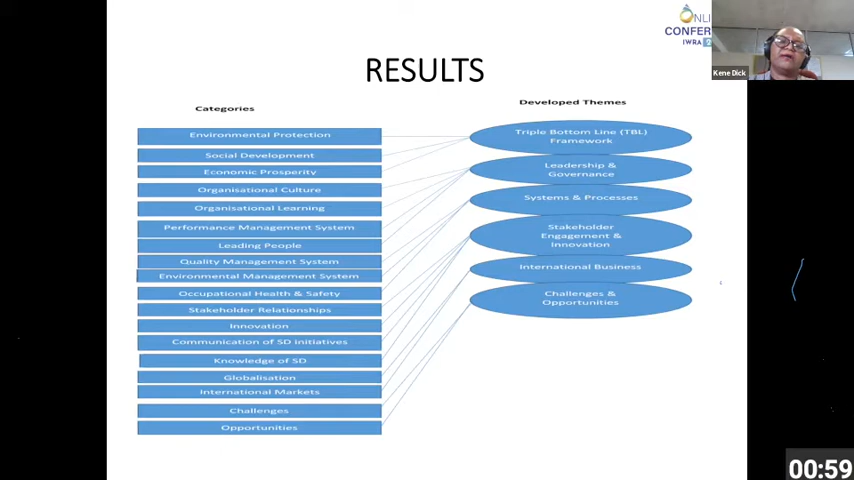 ONLI
CONFER
IWRA
Kene Dick
RESULTS
Categories
Developed Themes
Environmental Protection
Social Development
Economic Prosperity
Organisational Culture
Organisational Learning
Performance Management System
Leading People
Quality Management System
Environmental Management System
Occupational Health & Safety
Stakeholder Relationships
Innovation
Communication of SD initiatives
Knowledge of SD
Globalisation
International Markets
Challenges
Opportunities
Triple Bottom Line (TBL)
Framework
Leadership &
Governance
Systems & Processes
Stakeholder
Engagement &
Innovation
International Business
Challenges &
Opportunities
00:59